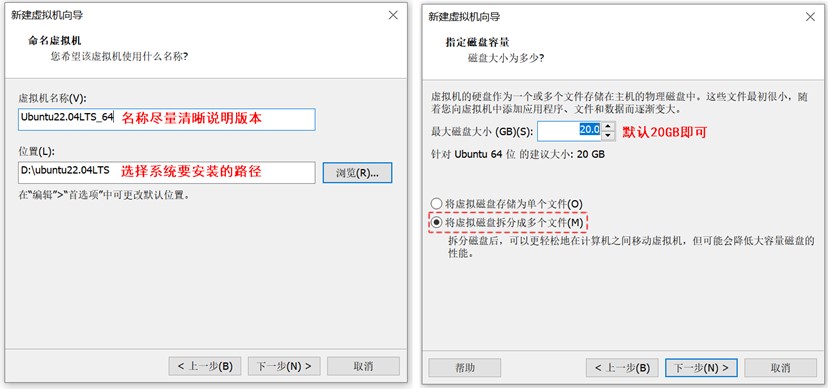 新建虚拟机向导
命名虚拟机
您希望该虚拟机使用什么名称?
虚拟机名称(V):
Ubuntu22.04LTS_64 名称尽量清晰说明版本
位置(L):
D:\ubuntu22.04LTS 选择系统要安装的路径 浏览(R)...
在“编辑”>“首选项”中可更改默认位置。
< 上一步(B) 下一步(N) > 取消
新建虚拟机向导
指定磁盘容量
磁盘大小为多少?
虚拟机的硬盘作为一个或多个文件存储在主机的物理磁盘中。这些文件最初很小，随
着您向虚拟机中添加应用程序、文件和数据而逐渐变大。
最大磁盘大小 (GB)(S): 20.0 默认20GB即可
针对 Ubuntu 64 位 的建议大小: 20 GB
将虚拟磁盘存储为单个文件(O)
将虚拟磁盘拆分成多个文件(M)
拆分磁盘后，可以更轻松地在计算机之间移动虚拟机，但可能会降低大容量磁盘的
性能。
帮助 < 上一步(B) 下一步(N) > 取消